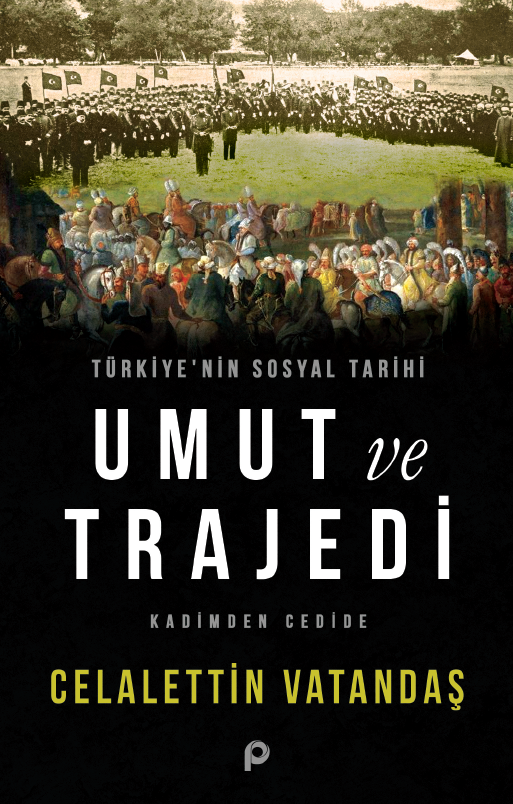 TÜRKİYE'NİN SOSYAL TARİHİ
UMUT ve
TRAJEDİ
KADİMDEN CEDİDE
CELALETTİN VATANDAŞ
p